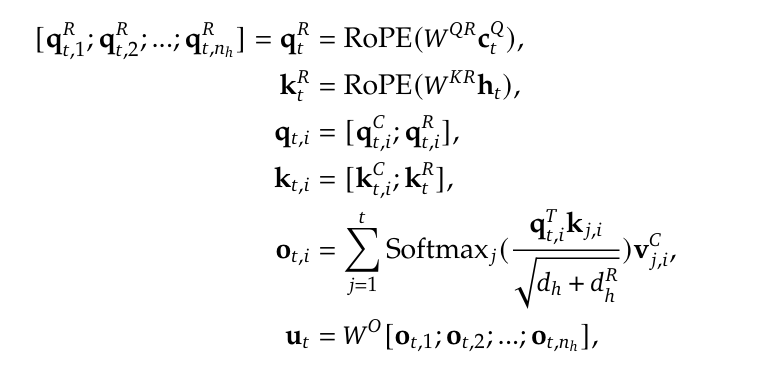 [𝐪^R_{t,1}; 𝐪^R_{t,2}; ...; 𝐪^R_{t,n_h}] = 𝐪^R_t = RoPE(W^{QR}𝐜^Q_t),
𝐤^R_t = RoPE(W^{KR}𝐡_t),
𝐪_{t,i} = [𝐪^C_{t,i}; 𝐪^R_{t,i}],
𝐤_{t,i} = [𝐤^C_{t,i}; 𝐤^R_t],
𝐨_{t,i} = ∑_{j=1}^{t} Softmax_j(\frac{𝐪^T_{t,i}𝐤_{j,i}}{\sqrt{d_h + d^R_h}})𝐯^C_{j,i},
𝐮_t = W^O[𝐨_{t,1}; 𝐨_{t,2}; ...; 𝐨_{t,n_h}],